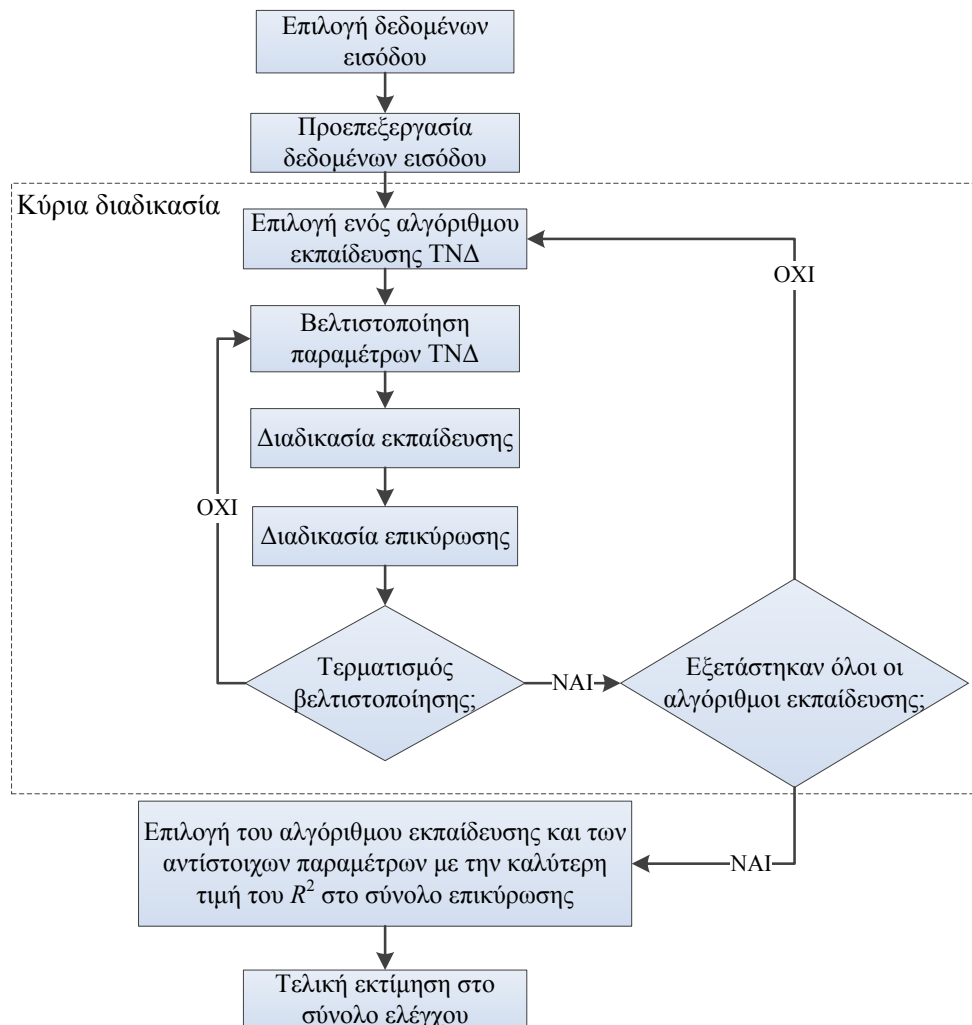 Επιλογή δεδομένων
εισόδου
Προεπεξεργασία
δεδομένων εισόδου
Κύρια διαδικασία
Επιλογή ενός αλγόριθμου
εκπαίδευσης ΤΝΔ
ΟΧΙ
Βελτιστοποίηση
παραμέτρων ΤΝΔ
Διαδικασία εκπαίδευσης
ΟΧΙ
Διαδικασία επικύρωσης
Τερματισμός
βελτιστοποίησης;
ΝΑΙ
Εξετάστηκαν όλοι οι
αλγόριθμοι εκπαίδευσης;
Επιλογή του αλγόριθμου εκπαίδευσης και των
αντίστοιχων παραμέτρων με την καλύτερη
τιμή του R² στο σύνολο επικύρωσης
ΝΑΙ
Τελική εκτίμηση στο
σύνολο ελέγχου